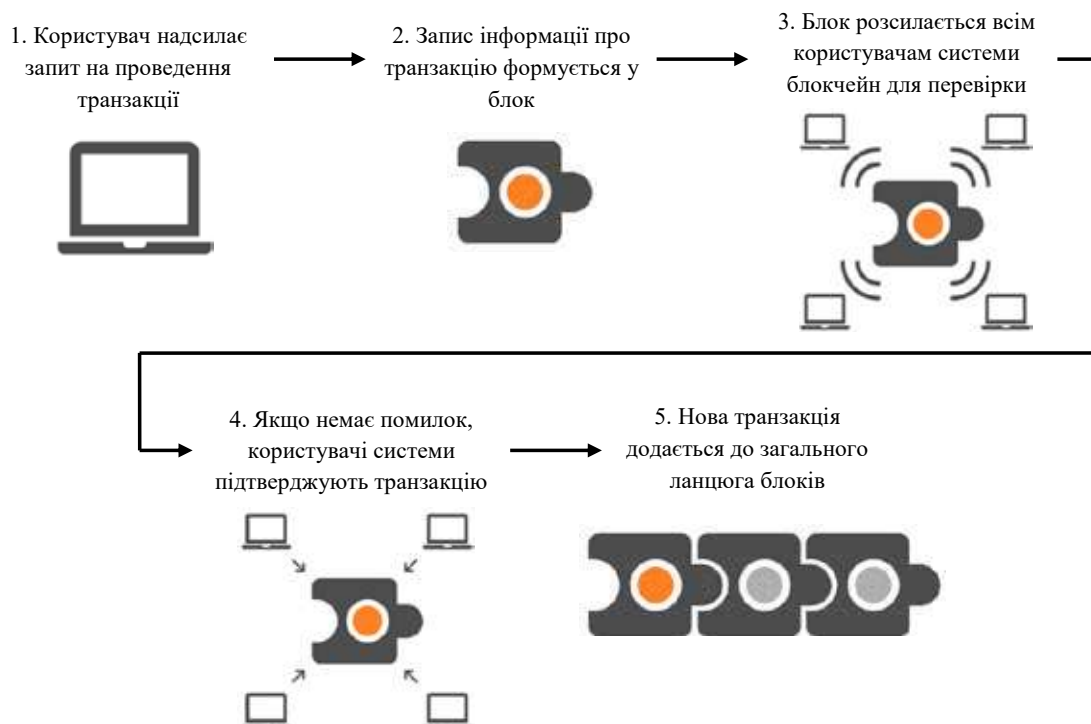 1. Користувач надсилає
запит на проведення
транзакції
2. Запис інформації про
транзакцію формується у
блок
3. Блок розсилається всім
користувачам системи
блокчейн для перевірки
4. Якщо немає помилок,
користувачі системи
підтверджують транзакцію
5. Нова транзакція
додається до загального
ланцюга блоків